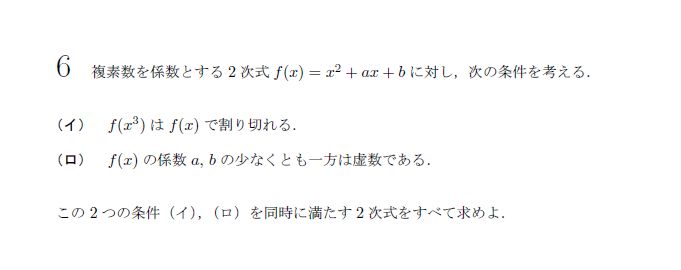 6 複素数を係数とする 2 次式 f(x) = x² + ax + b に対し，次の条件を考える．
（イ） f(x³) は f(x) で割り切れる．
（ロ） f(x) の係数 a, b の少なくとも一方は虚数である．
この 2 つの条件（イ），（ロ）を同時に満たす 2 次式をすべて求めよ．